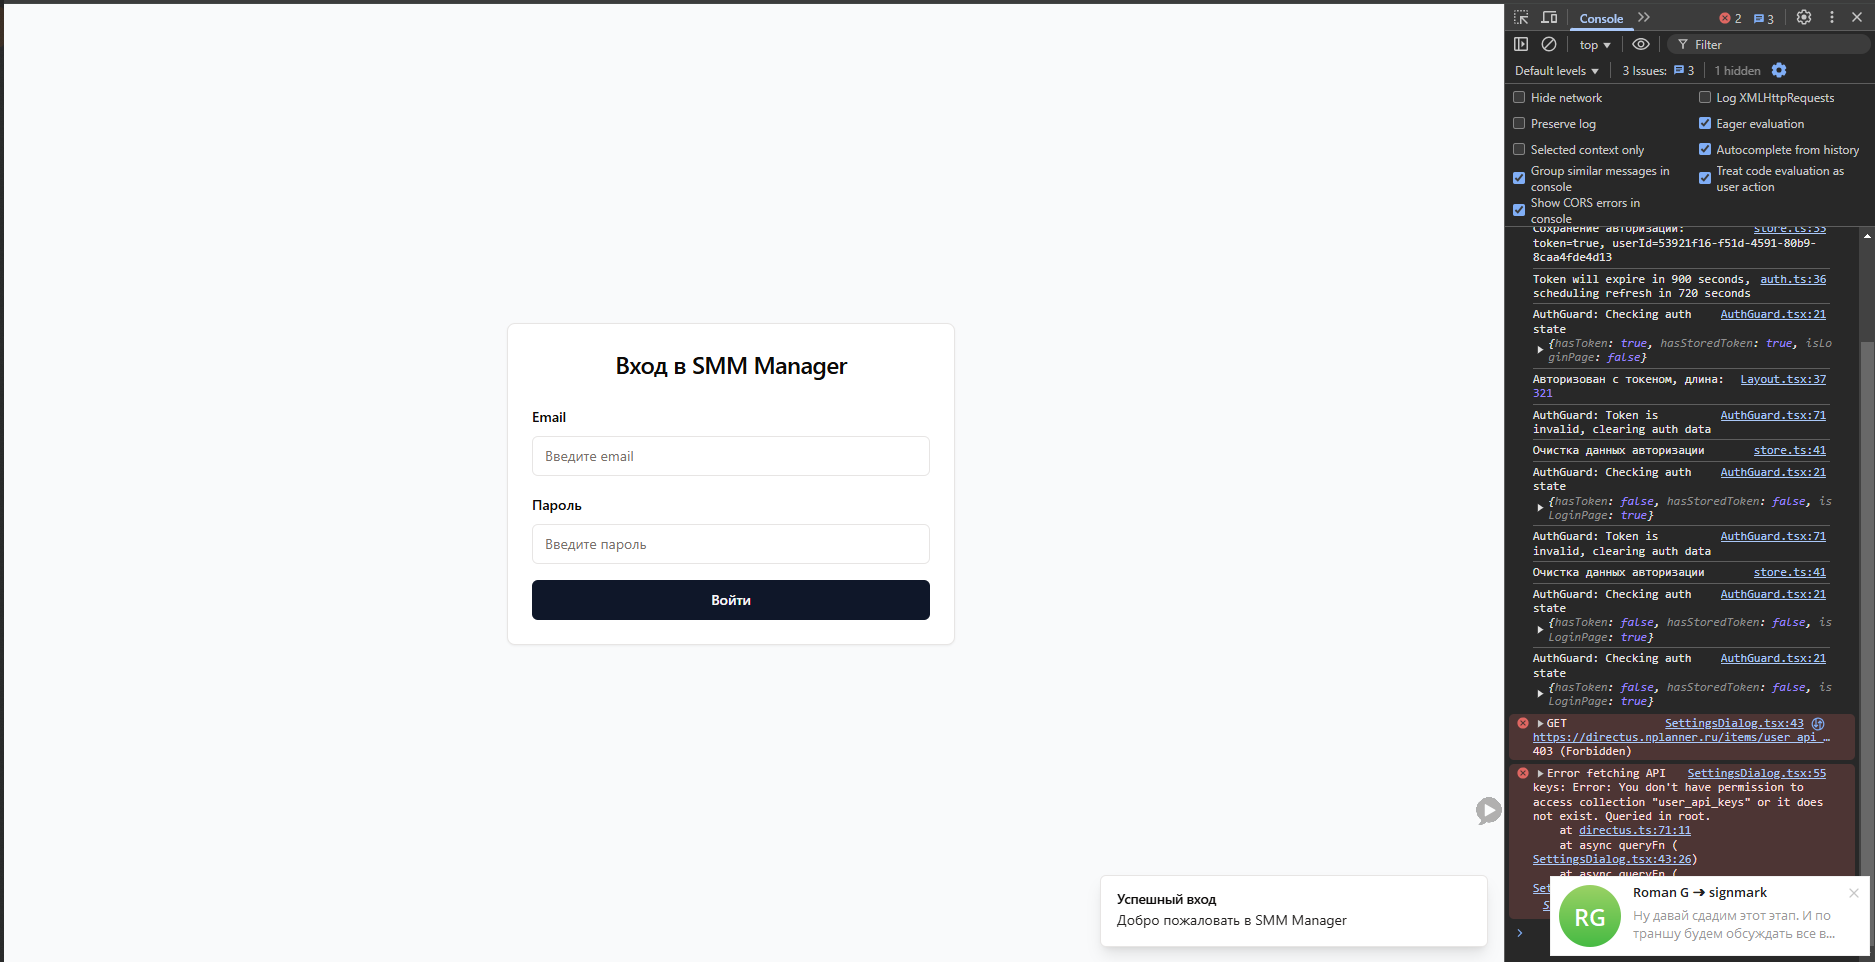 Вход в SMM Manager
Email
Введите email
Пароль
Введите пароль
Войти
Успешный вход
Добро пожаловать в SMM Manager
Console
2
3
top
Filter
Default levels
3 Issues:
3
1 hidden
Hide network
Log XMLHttpRequests
Preserve log
Eager evaluation
Selected context only
Autocomplete from history
Group similar messages in
console
Treat code evaluation as
user action
Show CORS errors in
console
Сохранение авторизации: store.ts:35
token=true, userId=53921f16-f51d-4591-80b9-
8caa4fde4d13
Token will expire in 900 seconds, auth.ts:36
scheduling refresh in 720 seconds
AuthGuard: Checking auth AuthGuard.tsx:21
state
{hasToken: true, hasStoredToken: true, isLo
ginPage: false}
Авторизован с токеном, длина: Layout.tsx:37
321
AuthGuard: Token is AuthGuard.tsx:71
invalid, clearing auth data
Очистка данных авторизации store.ts:41
AuthGuard: Checking auth AuthGuard.tsx:21
state
{hasToken: false, hasStoredToken: false, is
LoginPage: true}
AuthGuard: Token is AuthGuard.tsx:71
invalid, clearing auth data
Очистка данных авторизации store.ts:41
AuthGuard: Checking auth AuthGuard.tsx:21
state
{hasToken: false, hasStoredToken: false, is
LoginPage: true}
AuthGuard: Checking auth AuthGuard.tsx:21
state
{hasToken: false, hasStoredToken: false, is
LoginPage: true}
GET SettingsDialog.tsx:43
https://directus.nplanner.ru/items/user_api_…
403 (Forbidden)
Error fetching API SettingsDialog.tsx:55
keys: Error: You don't have permission to
access collection "user_api_keys" or it does
not exist. Queried in root.
at directus.ts:71:11
at async queryFn (
SettingsDialog.tsx:43:26)
at async queryFn (
Set
S
RG
Roman G ➔ signmark
Ну давай сдадим этот этап. И по
траншу будем обсуждать все в...